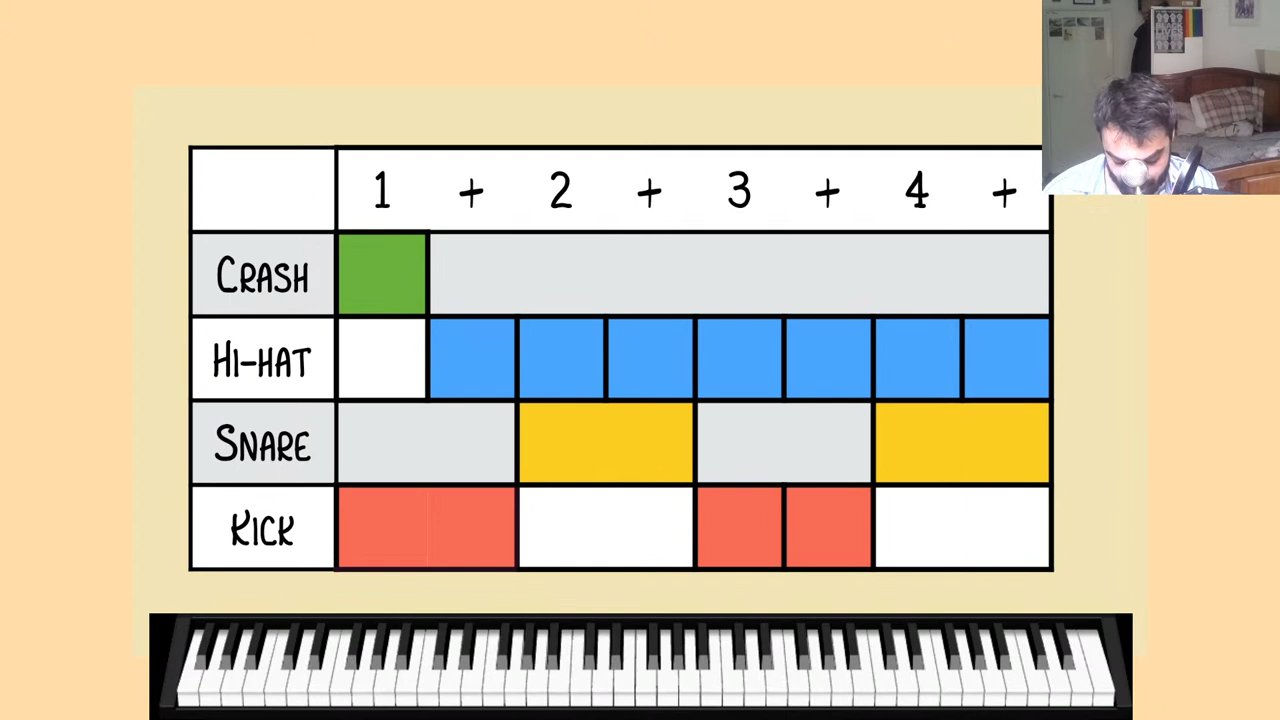 1 + 2 + 3 + 4 +
CRASH
HI-HAT
SNARE
KICK